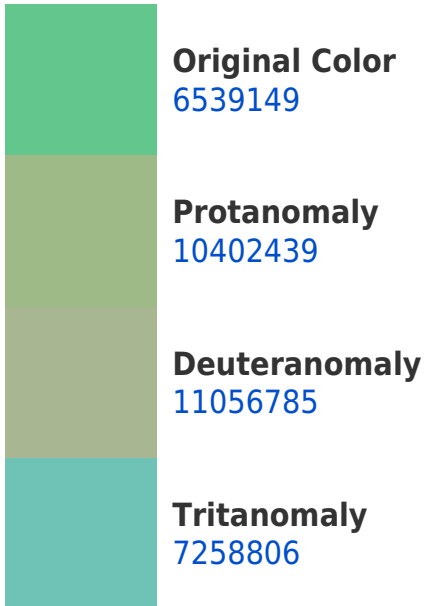 Original Color
6539149
Protanomaly
10402439
Deuteranomaly
11056785
Tritanomaly
7258806